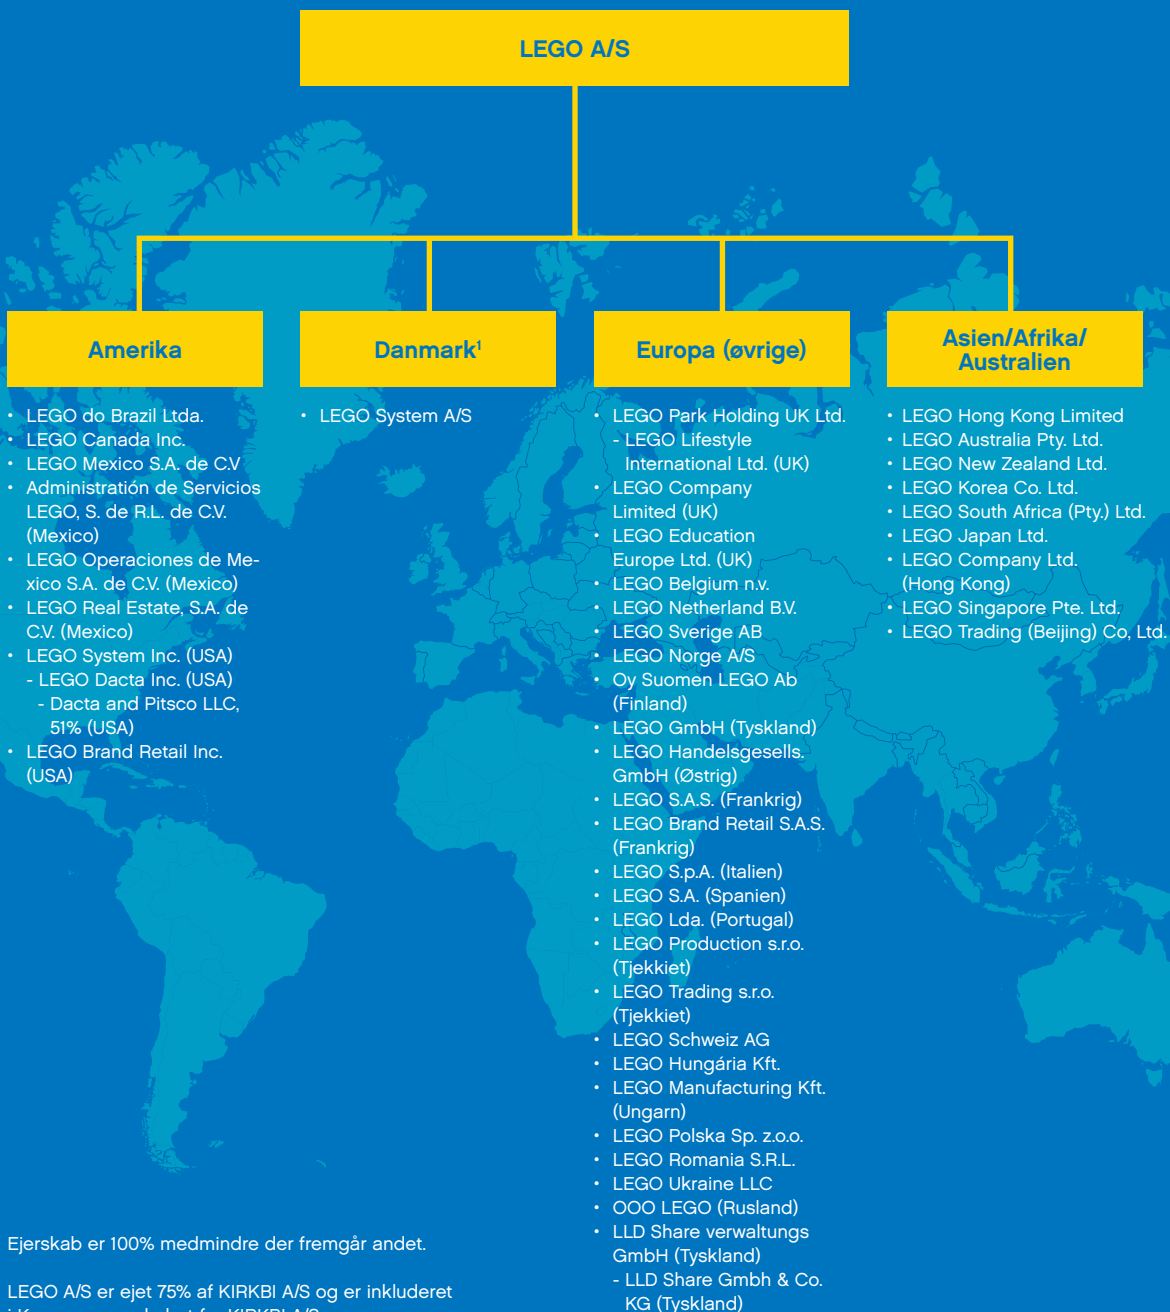 LEGO A/S
Amerika
• LEGO do Brazil Ltda.
• LEGO Canada Inc.
• LEGO Mexico S.A. de C.V
• Administratión de Servicios
LEGO, S. de R.L. de C.V.
(Mexico)
• LEGO Operaciones de Me-
xico S.A. de C.V. (Mexico)
• LEGO Real Estate, S.A. de
C.V. (Mexico)
• LEGO System Inc. (USA)
- LEGO Dacta Inc. (USA)
- Dacta and Pitsco LLC,
51% (USA)
• LEGO Brand Retail Inc.
(USA)
Danmark¹
• LEGO System A/S
Europa (øvrige)
• LEGO Park Holding UK Ltd.
- LEGO Lifestyle
International Ltd. (UK)
• LEGO Company
Limited (UK)
• LEGO Education
Europe Ltd. (UK)
• LEGO Belgium n.v.
• LEGO Netherland B.V.
• LEGO Sverige AB
• LEGO Norge A/S
• Oy Suomen LEGO Ab
(Finland)
• LEGO GmbH (Tyskland)
• LEGO Handelsgesells.
GmbH (Østrig)
• LEGO S.A.S. (Frankrig)
• LEGO Brand Retail S.A.S.
(Frankrig)
• LEGO S.p.A. (Italien)
• LEGO S.A. (Spanien)
• LEGO Lda. (Portugal)
• LEGO Production s.r.o.
(Tjekkiet)
• LEGO Trading s.r.o.
(Tjekkiet)
• LEGO Schweiz AG
• LEGO Hungária Kft.
• LEGO Manufacturing Kft.
(Ungarn)
• LEGO Polska Sp. z.o.o.
• LEGO Romania S.R.L.
• LEGO Ukraine LLC
• OOO LEGO (Rusland)
• LLD Share verwaltungs
GmbH (Tyskland)
- LLD Share Gmbh & Co.
KG (Tyskland)
Asien/Afrika/
Australien
• LEGO Hong Kong Limited
• LEGO Australia Pty. Ltd.
• LEGO New Zealand Ltd.
• LEGO Korea Co. Ltd.
• LEGO South Africa (Pty.) Ltd.
• LEGO Japan Ltd.
• LEGO Company Ltd.
(Hong Kong)
• LEGO Singapore Pte. Ltd.
• LEGO Trading (Beijing) Co, Ltd.
Ejerskab er 100% medmindre der fremgår andet.
LEGO A/S er ejet 75% af KIRKBI A/S og er inkluderet